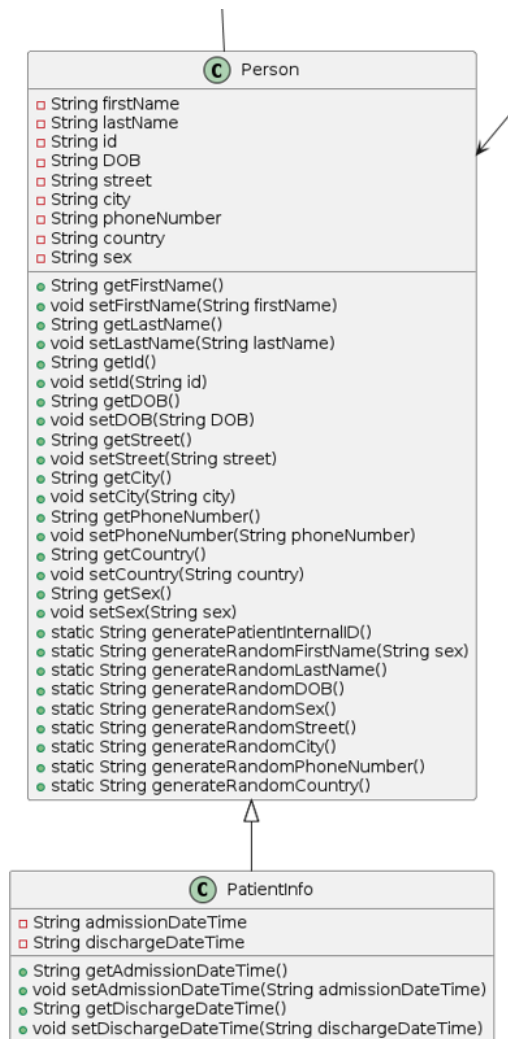 C Person
String firstName
String lastName
String id
String DOB
String street
String city
String phoneNumber
String country
String sex
String getFirstName()
void setFirstName(String firstName)
String getLastName()
void setLastName(String lastName)
String getId()
void setId(String id)
String getDOB()
void setDOB(String DOB)
String getStreet()
void setStreet(String street)
String getCity()
void setCity(String city)
String getPhoneNumber()
void setPhoneNumber(String phoneNumber)
String getCountry()
void setCountry(String country)
String getSex()
void setSex(String sex)
static String generatePatientInternalID()
static String generateRandomFirstName(String sex)
static String generateRandomLastName()
static String generateRandomDOB()
static String generateRandomSex()
static String generateRandomStreet()
static String generateRandomCity()
static String generateRandomPhoneNumber()
static String generateRandomCountry()
C PatientInfo
String admissionDateTime
String dischargeDateTime
String getAdmissionDateTime()
void setAdmissionDateTime(String admissionDateTime)
String getDischargeDateTime()
void setDischargeDateTime(String dischargeDateTime)